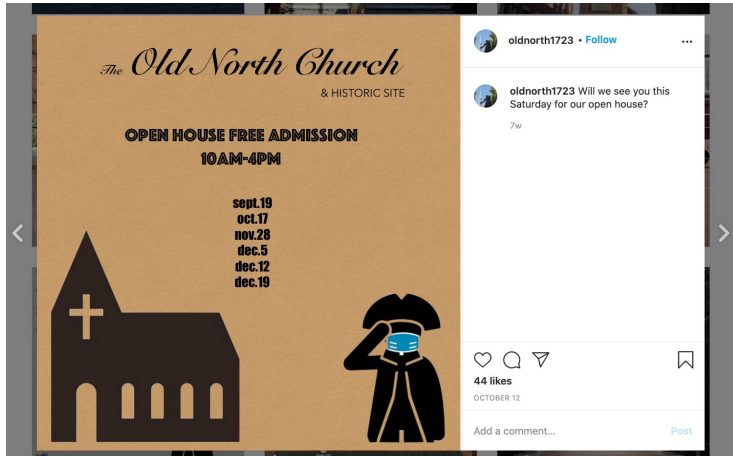 The Old North Church
& HISTORIC SITE
OPEN HOUSE FREE ADMISSION
10AM-4PM
sept.19
oct.17
nov.28
dec.5
dec.12
dec.19
oldnorth1723 • Follow
oldnorth1723 Will we see you this
Saturday for our open house?
7w
44 likes
OCTOBER 12
Add a comment...
Post